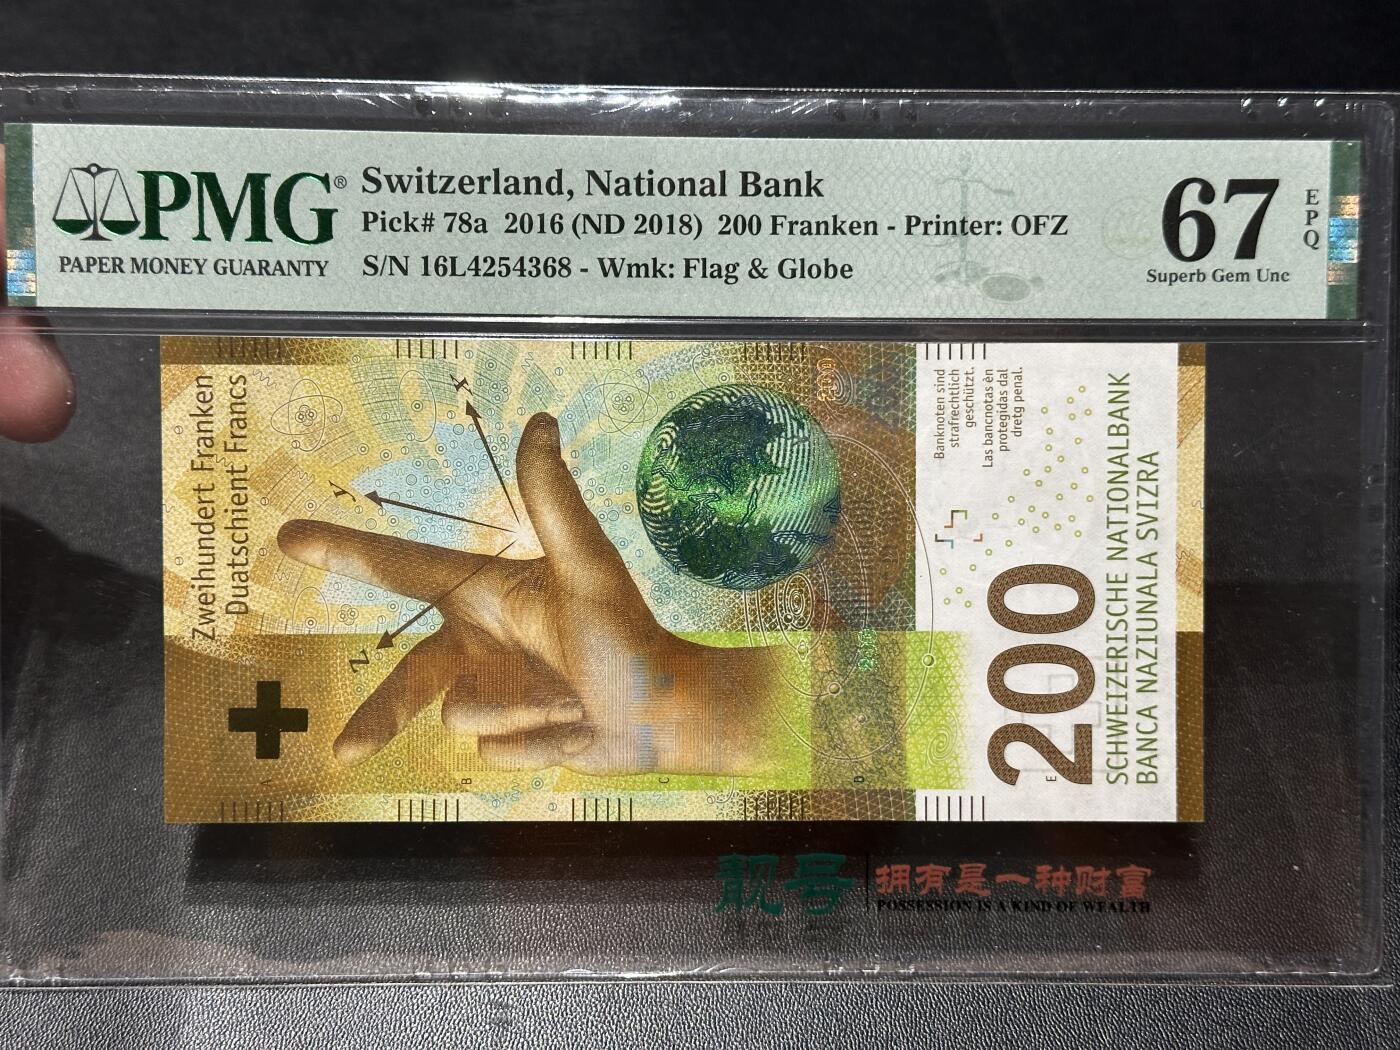 PMG®
PAPER MONEY GUARANTY
Switzerland, National Bank
Pick# 78a 2016 (ND 2018) 200 Franken - Printer: OFZ
S/N 16L4254368 - Wmk: Flag & Globe
67
EPQ
Superb Gem Unc
Zweihundert Franken
Duatschient Francs
x
y
z
A
B
C
D
E
200
200
Banknoten sind
strafrechtlich
geschützt.
Las bancnotas èn
protegidas dal
dretg penal.
200
SCHWEIZERISCHE NATIONALBANK
BANCA NAZIUNALA SVIZRA
靓号
拥有是一种财富
POSSESSION IS A KIND OF WEALTH